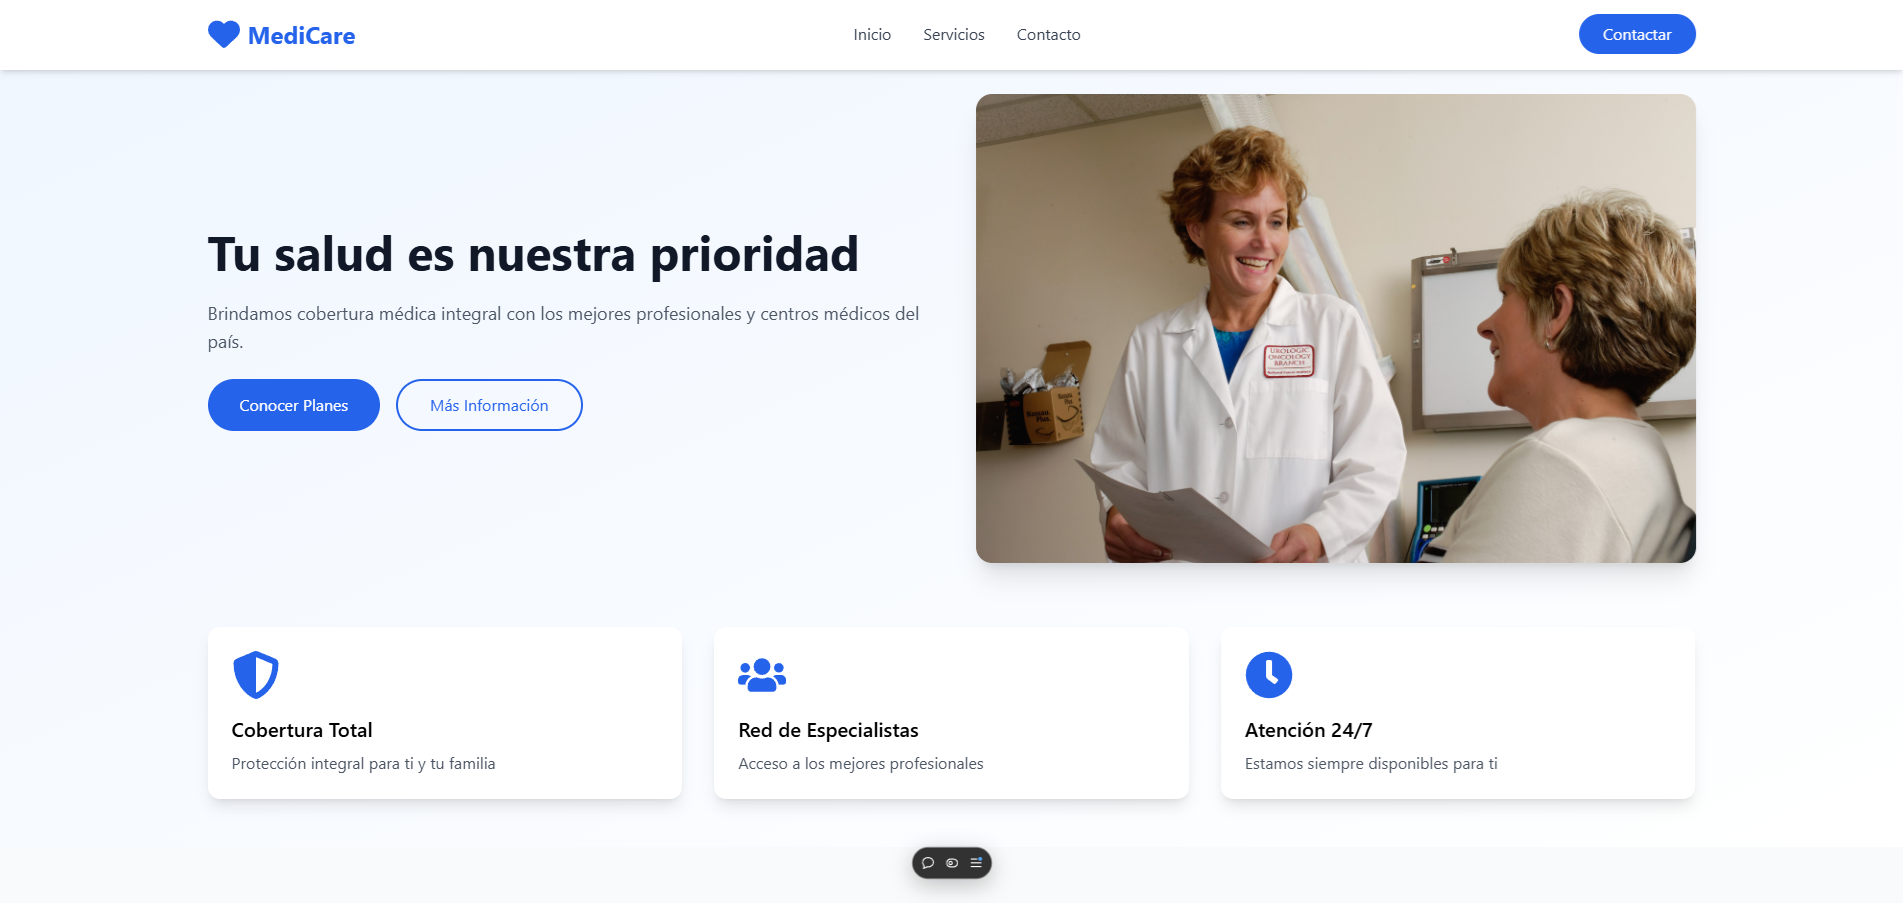 MediCare
Inicio
Servicios
Contacto
Contactar
Tu salud es nuestra prioridad
Brindamos cobertura médica integral con los mejores profesionales y centros médicos del
país.
Conocer Planes
Más Información
UROLOGIC
ONCOLOGY
BRANCH
Cobertura Total
Protección integral para ti y tu familia
Red de Especialistas
Acceso a los mejores profesionales
Atención 24/7
Estamos siempre disponibles para ti